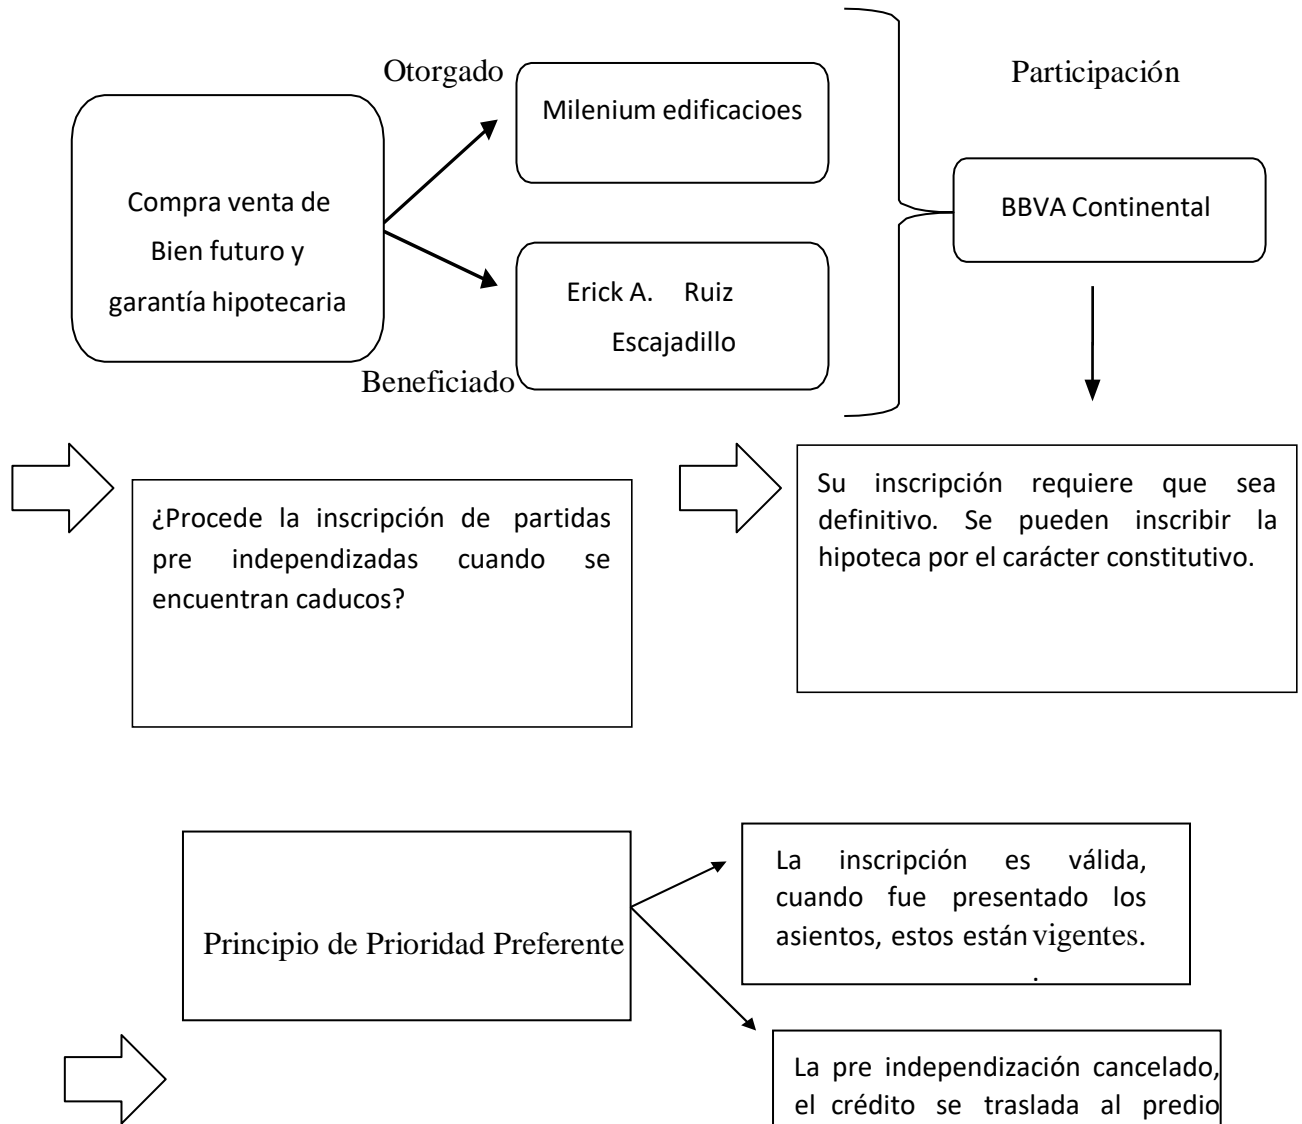 Otorgado
Milenium edificacioes
Participación
Compra venta de
Bien futuro y
garantía hipotecaria
BBVA Continental
Erick A. Ruiz
Escajadillo
Beneficiado
¿Procede la inscripción de partidas
pre independizadas cuando se
encuentran caducos?
Su inscripción requiere que sea
definitivo. Se pueden inscribir la
hipoteca por el carácter constitutivo.
Principio de Prioridad Preferente
La inscripción es válida,
cuando fue presentado los
asientos, estos están vigentes.
.
La pre independización cancelado,
el crédito se traslada al predio